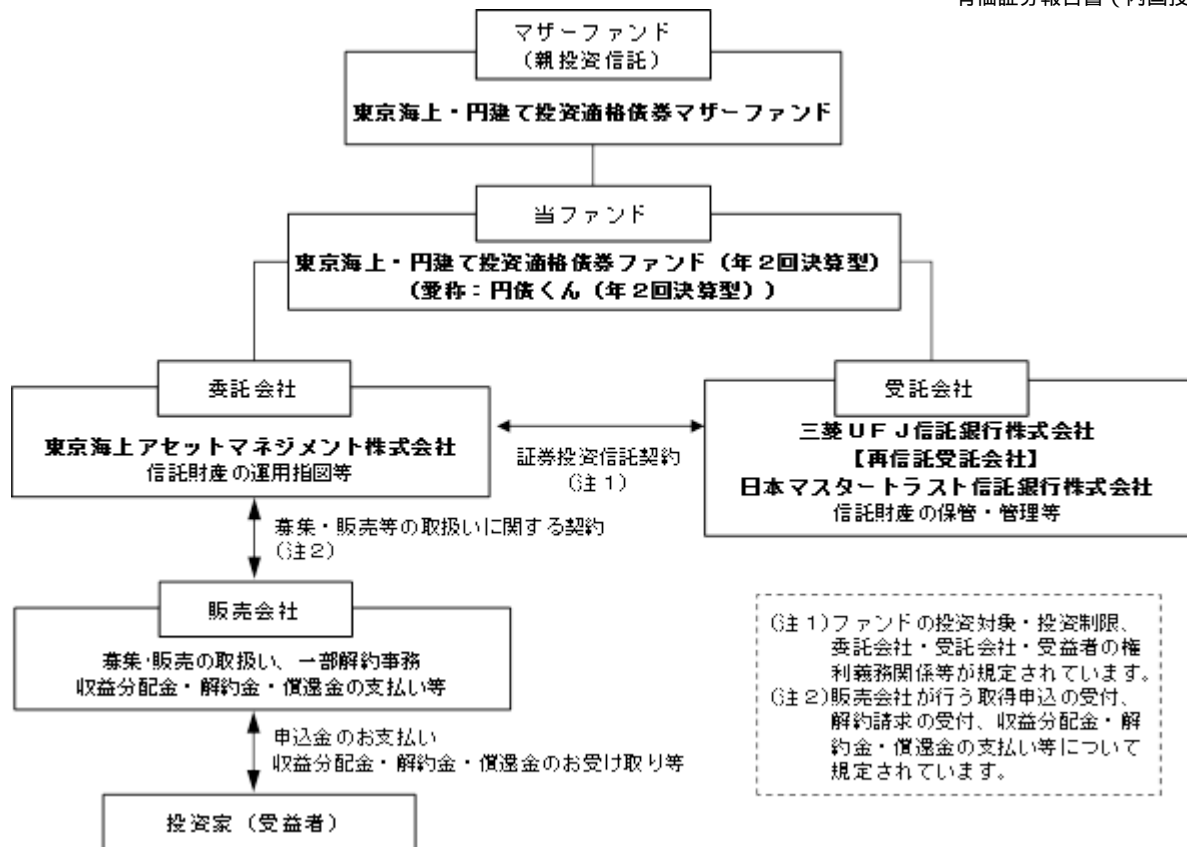 マザーファンド
（親投資信託）
東京海上・円建て投資適格債券マザーファンド
当ファンド
東京海上・円建て投資適格債券ファンド（年２回決算型）
（愛称：円債くん（年２回決算型））
委託会社
東京海上アセットマネジメント株式会社
信託財産の運用指図等
証券投資信託契約
（注１）
受託会社
三菱ＵＦＪ信託銀行株式会社
【再信託受託会社】
日本マスタートラスト信託銀行株式会社
信託財産の保管・管理等
募集・販売等の取扱いに関する契約
（注２）
販売会社
募集・販売の取扱い、一部解約事務
収益分配金・解約金・償還金の支払い等
申込金のお支払い
収益分配金・解約金・償還金のお受け取り等
投資家（受益者）
（注１）ファンドの投資対象・投資制限、
委託会社・受託会社・受益者の権
利義務関係等が規定されています。
（注２）販売会社が行う取得申込の受付、
解約請求の受付、収益分配金・解
約金・償還金の支払い等について
規定されています。